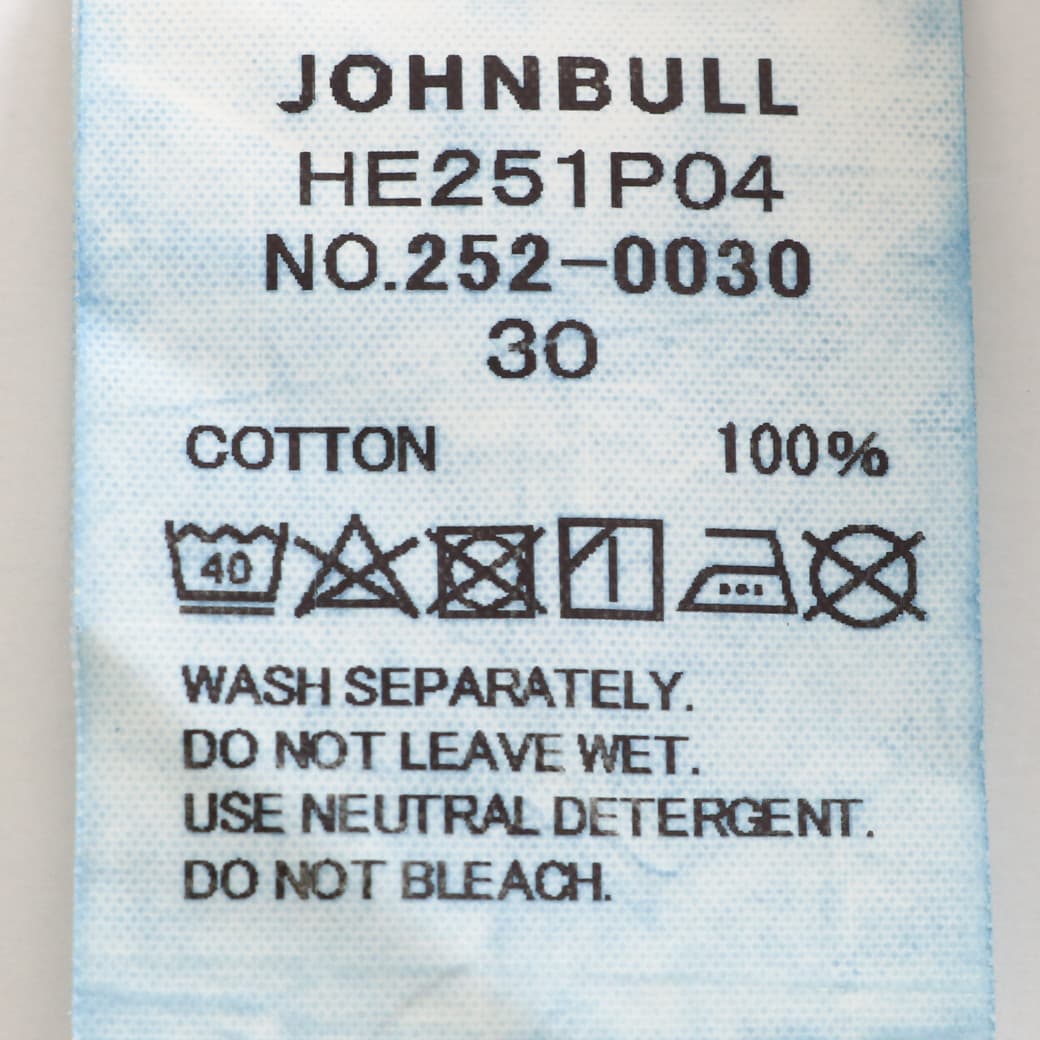 JOHNBULL
HE251P04
NO.252-0030
30
COTTON 100%
40
WASH SEPARATELY.
DO NOT LEAVE WET.
USE NEUTRAL DETERGENT.
DO NOT BLEACH.